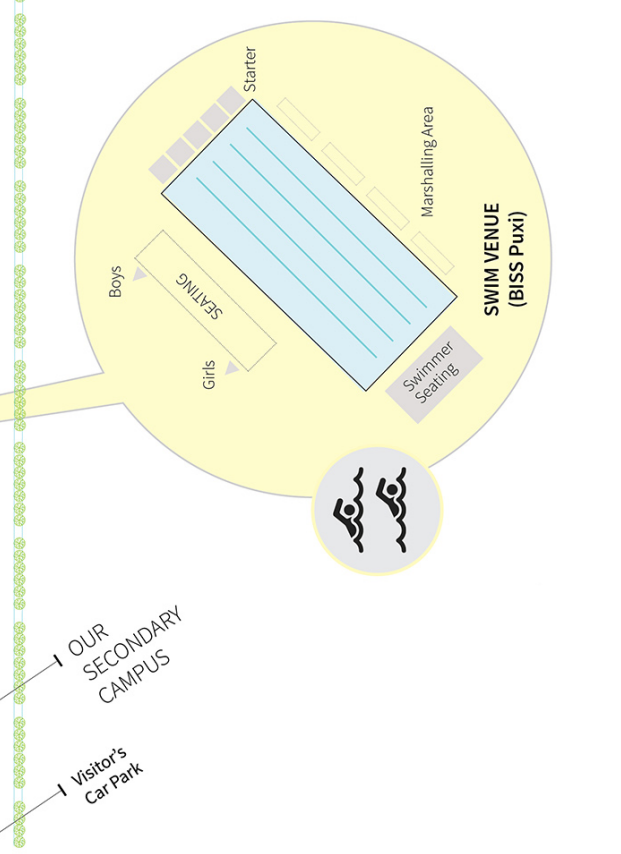 Starter
Marshalling Area
SWIM VENUE
(BISS Puxi)
Boys
SEATING
Girls
Swimmer
Seating
OUR
SECONDARY
CAMPUS
Visitor's
Car Park